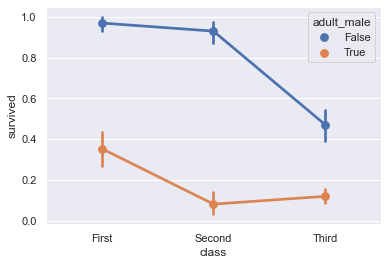 1.0
0.8
0.6
0.4
0.2
0.0
survived
adult_male
False
True
First Second Third
class